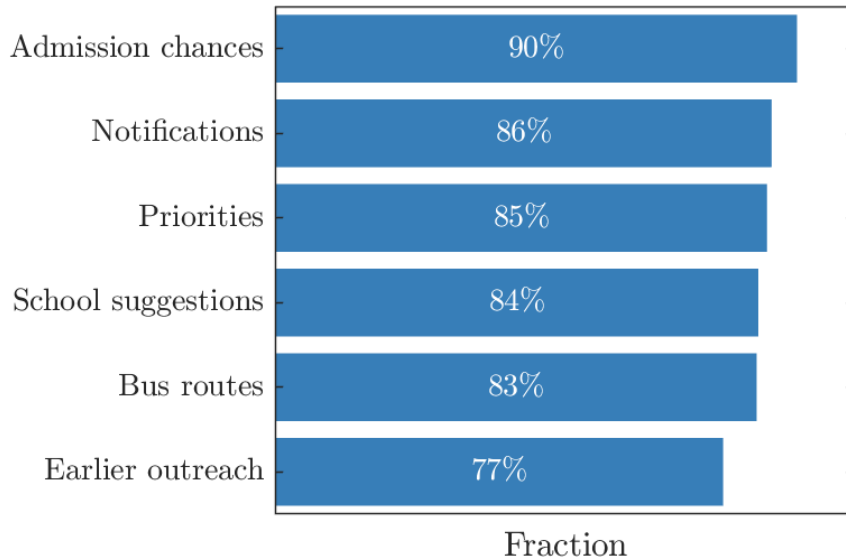 Admission chances 90%
Notifications 86%
Priorities 85%
School suggestions 84%
Bus routes 83%
Earlier outreach 77%
Fraction